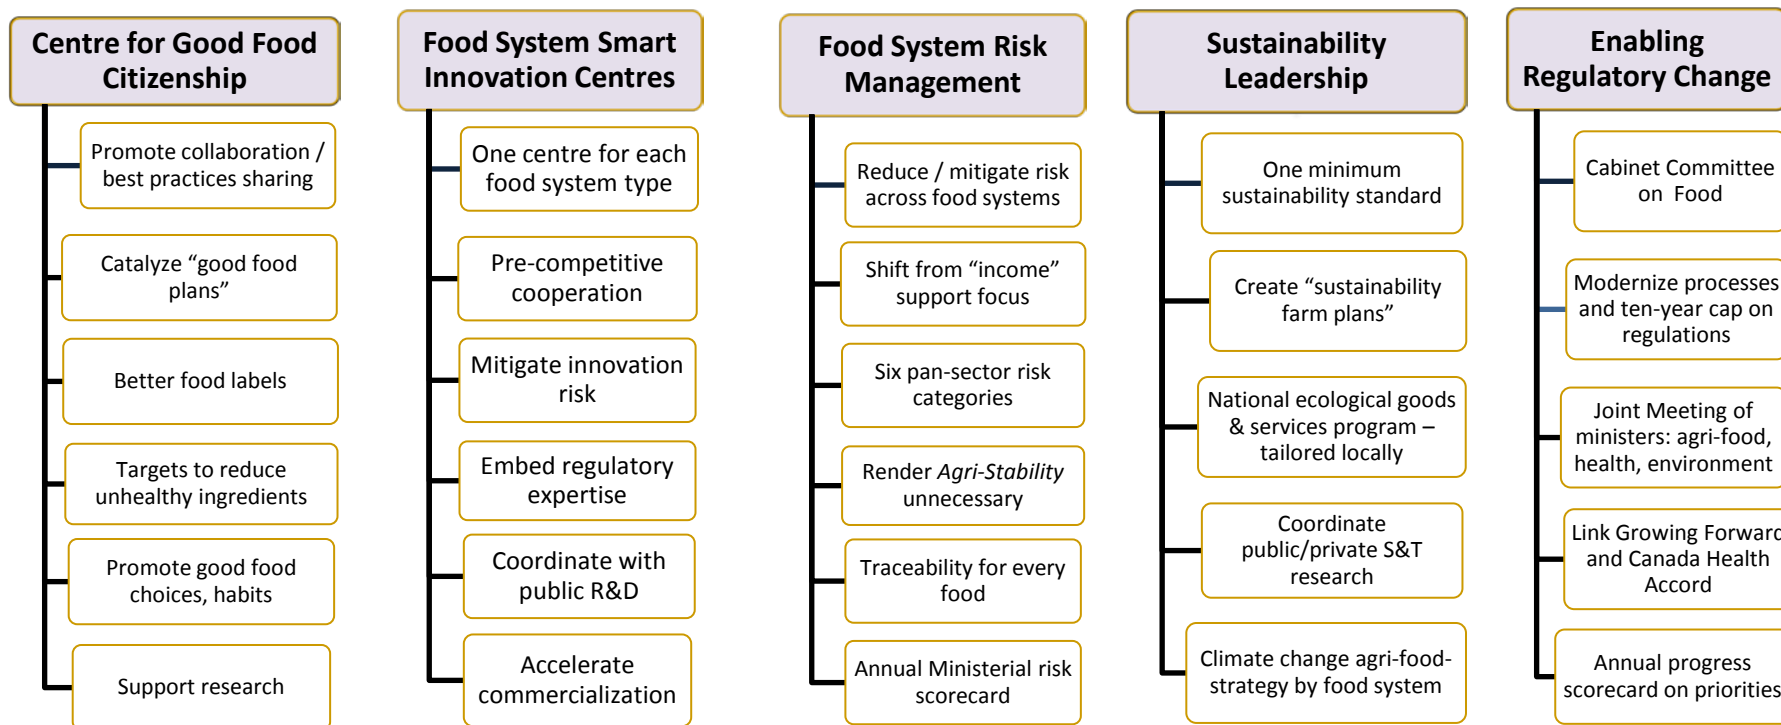 Centre for Good Food
Citizenship
Promote collaboration /
best practices sharing
Catalyze “good food
plans”
Better food labels
Targets to reduce
unhealthy ingredients
Promote good food
choices, habits
Support research
Food System Smart
Innovation Centres
One centre for each
food system type
Pre-competitive
cooperation
Mitigate innovation
risk
Embed regulatory
expertise
Coordinate with
public R&D
Accelerate
commercialization
Food System Risk
Management
Reduce / mitigate risk
across food systems
Shift from “income”
support focus
Six pan-sector risk
categories
Render Agri-Stability
unnecessary
Traceability for every
food
Annual Ministerial risk
scorecard
Sustainability
Leadership
One minimum
sustainability standard
Create “sustainability
farm plans”
National ecological goods
& services program –
tailored locally
Coordinate
public/private S&T
research
Climate change agri-food-
strategy by food system
Enabling
Regulatory Change
Cabinet Committee
on Food
Modernize processes
and ten-year cap on
regulations
Joint Meeting of
ministers: agri-food,
health, environment
Link Growing Forward
and Canada Health
Accord
Annual progress
scorecard on priorities